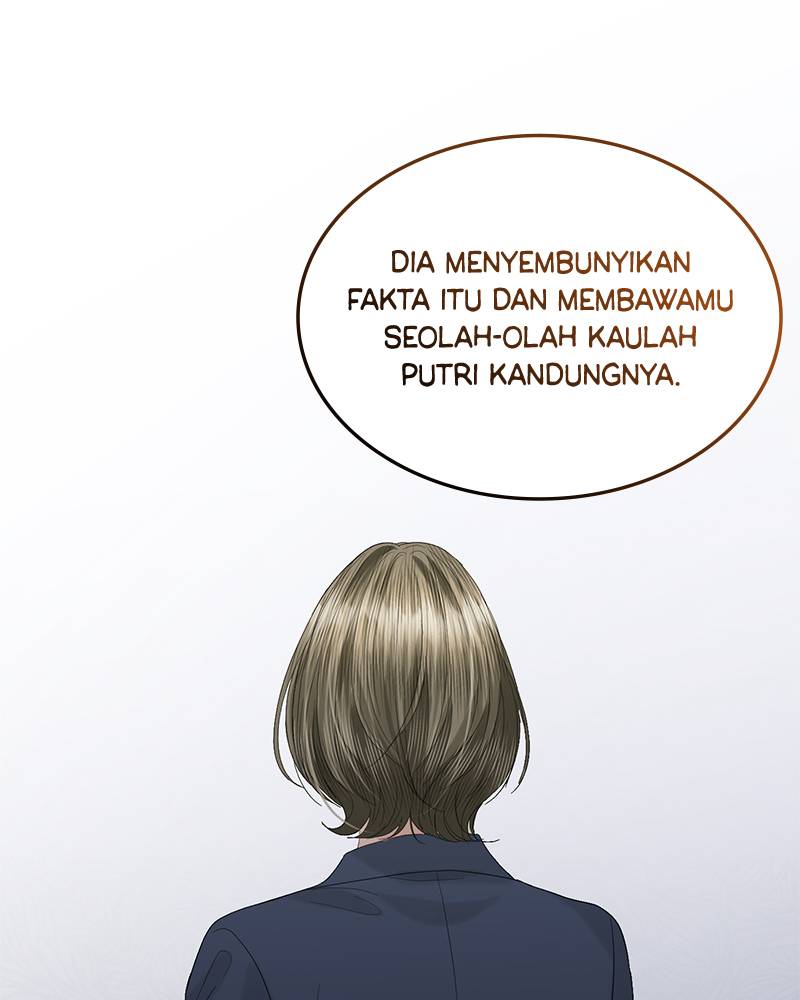 DIA MENYEMBUNYIKAN
FAKTA ITU DAN MEMBAWAMU
SEOLAH-OLAH KAULAH
PUTRI KANDUNGNYA.